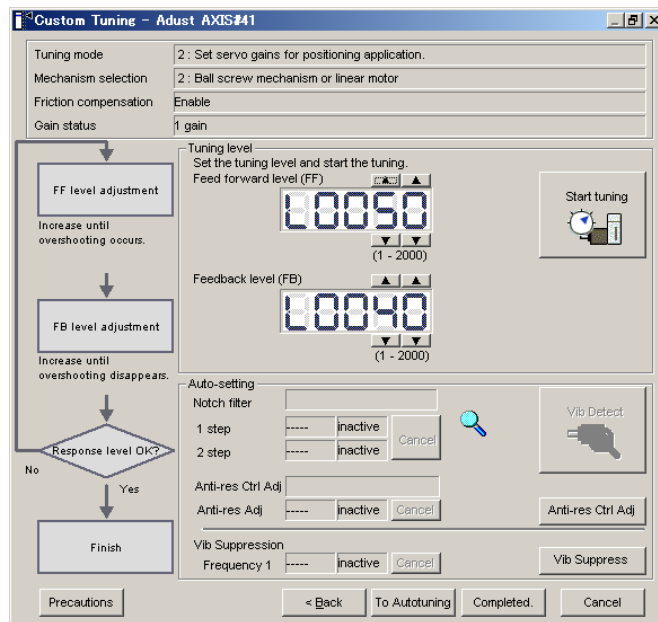 Custom Tuning - Adust AXIS#41
Tuning mode 2 : Set servo gains for positioning application.
Mechanism selection 2 : Ball screw mechanism or linear motor
Friction compensation Enable
Gain status 1 gain
FF level adjustment
Increase until
overshooting occurs.
FB level adjustment
Increase until
overshooting disappears.
Response level OK?
No
Yes
Finish
Tuning level
Set the tuning level and start the tuning.
Feed forward level (FF)
L0050
(1 - 2000)
Feedback level (FB)
L0040
(1 - 2000)
Start tuning
Auto-setting
Notch filter
1 step ----- inactive
2 step ----- inactive
Cancel
Vib Detect
Anti-res Ctrl Adj
Anti-res Adj ----- inactive Cancel
Anti-res Ctrl Adj
Vib Suppression
Frequency 1 ----- inactive Cancel
Vib Suppress
Precautions
< Back
To Autotuning
Completed.
Cancel